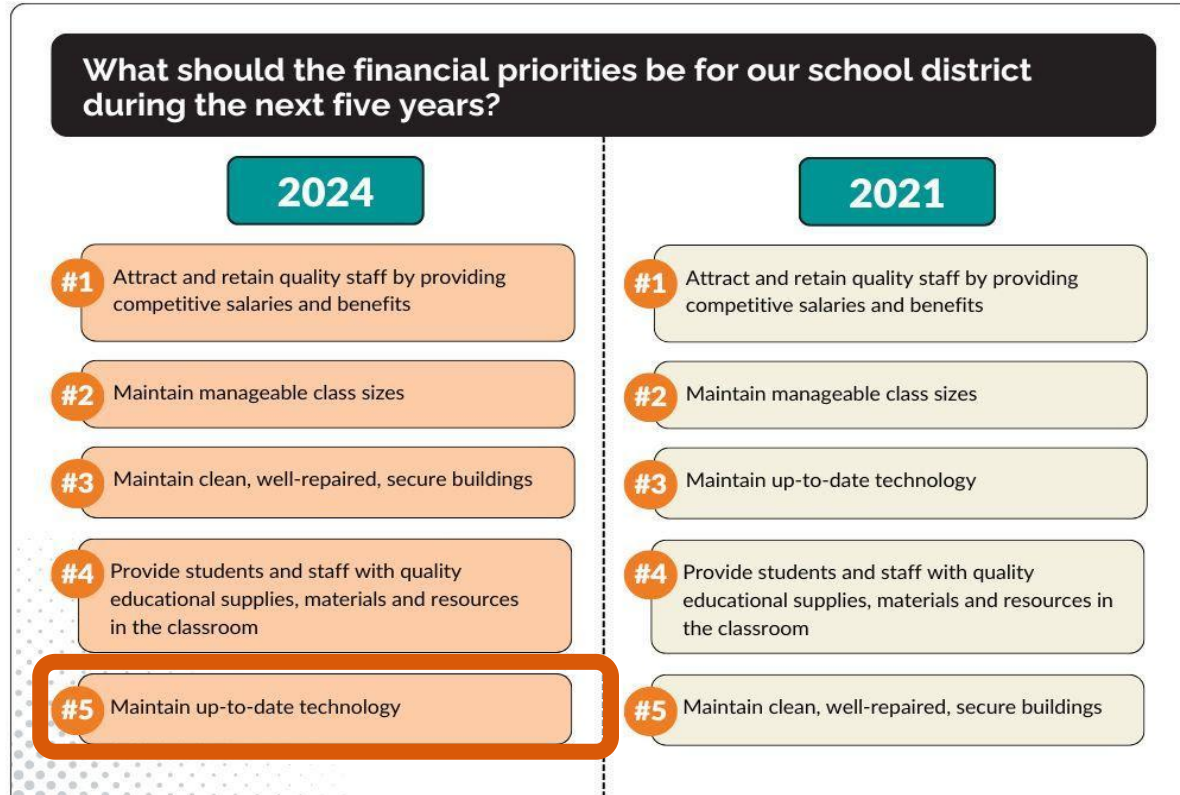 What should the financial priorities be for our school district
during the next five years?
2024
#1
Attract and retain quality staff by providing
competitive salaries and benefits
#2
Maintain manageable class sizes
#3
Maintain clean, well-repaired, secure buildings
#4
Provide students and staff with quality
educational supplies, materials and resources
in the classroom
#5
Maintain up-to-date technology
2021
#1
Attract and retain quality staff by providing
competitive salaries and benefits
#2
Maintain manageable class sizes
#3
Maintain up-to-date technology
#4
Provide students and staff with quality
educational supplies, materials and resources in
the classroom
#5
Maintain clean, well-repaired, secure buildings